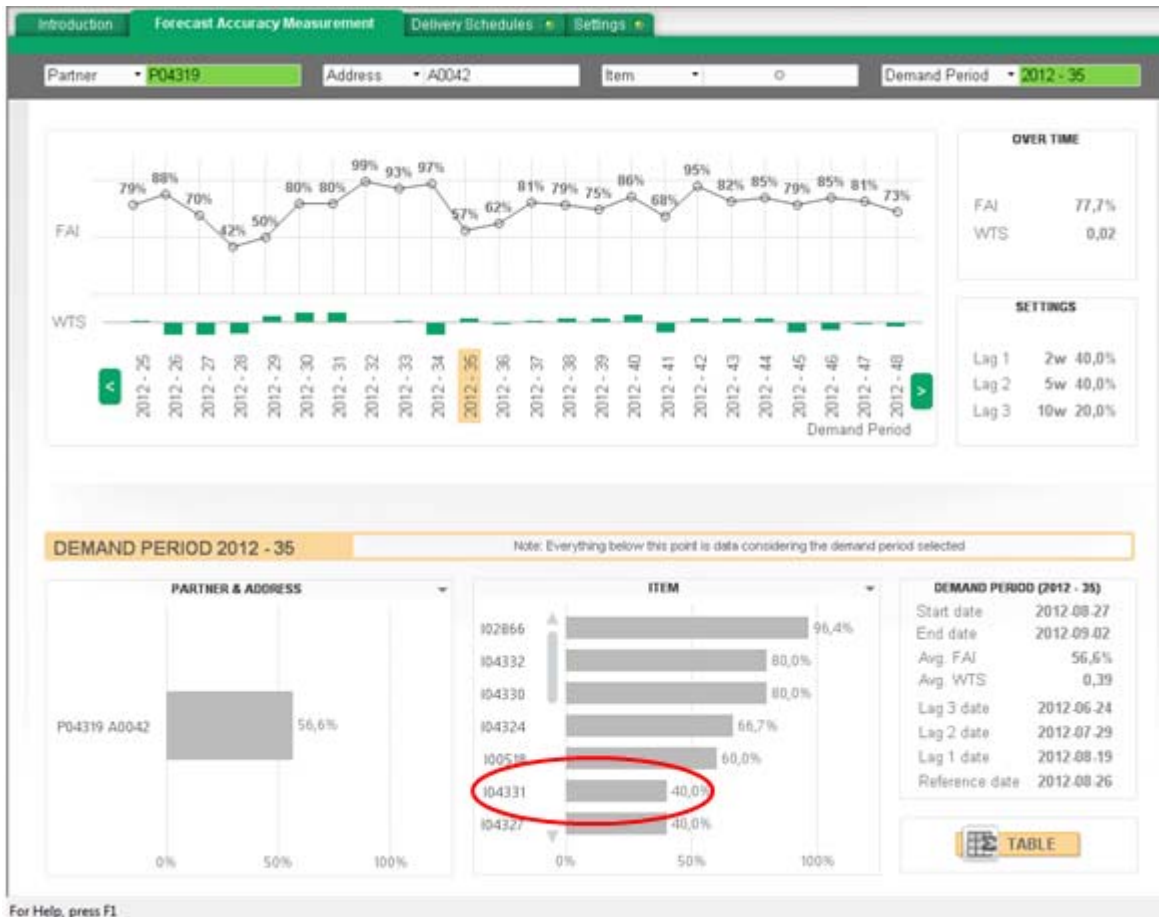 Introduction Forecast Accuracy Measurement Delivery Schedules Settings
Partner P04319 Address A0042 Item Demand Period 2012 - 35
OVER TIME
FAI 77,7%
WTS 0,02
79% 88% 70% 42% 50% 80% 80% 99% 93% 97% 57% 62% 81% 79% 75% 86% 68% 95% 82% 85% 79% 85% 81% 73%
FAI
WTS
SETTINGS
Lag 1 2w 40,0%
Lag 2 5w 40,0%
Lag 3 10w 20,0%
< 2012 - 25 2012 - 26 2012 - 27 2012 - 28 2012 - 29 2012 - 30 2012 - 31 2012 - 32 2012 - 33 2012 - 34 2012 - 35 2012 - 36 2012 - 37 2012 - 38 2012 - 39 2012 - 40 2012 - 41 2012 - 42 2012 - 43 2012 - 44 2012 - 45 2012 - 46 2012 - 47 2012 - 48 >
Demand Period
DEMAND PERIOD 2012 - 35 Note: Everything below this point is data considering the demand period selected
PARTNER & ADDRESS
P04319 A0042 56,6%
0% 50% 100%
ITEM
I02866 96,4%
I04332 80,0%
I04330 80,0%
I04324 66,7%
I00518 60,0%
I04331 40,0%
I04327 40,0%
0% 50% 100%
DEMAND PERIOD (2012 - 35)
Start date 2012-08-27
End date 2012-09-02
Avg. FAI 56,6%
Avg. WTS 0,39
Lag 3 date 2012-06-24
Lag 2 date 2012-07-29
Lag 1 date 2012-08-19
Reference date 2012-08-26
Σ TABLE
For Help, press F1